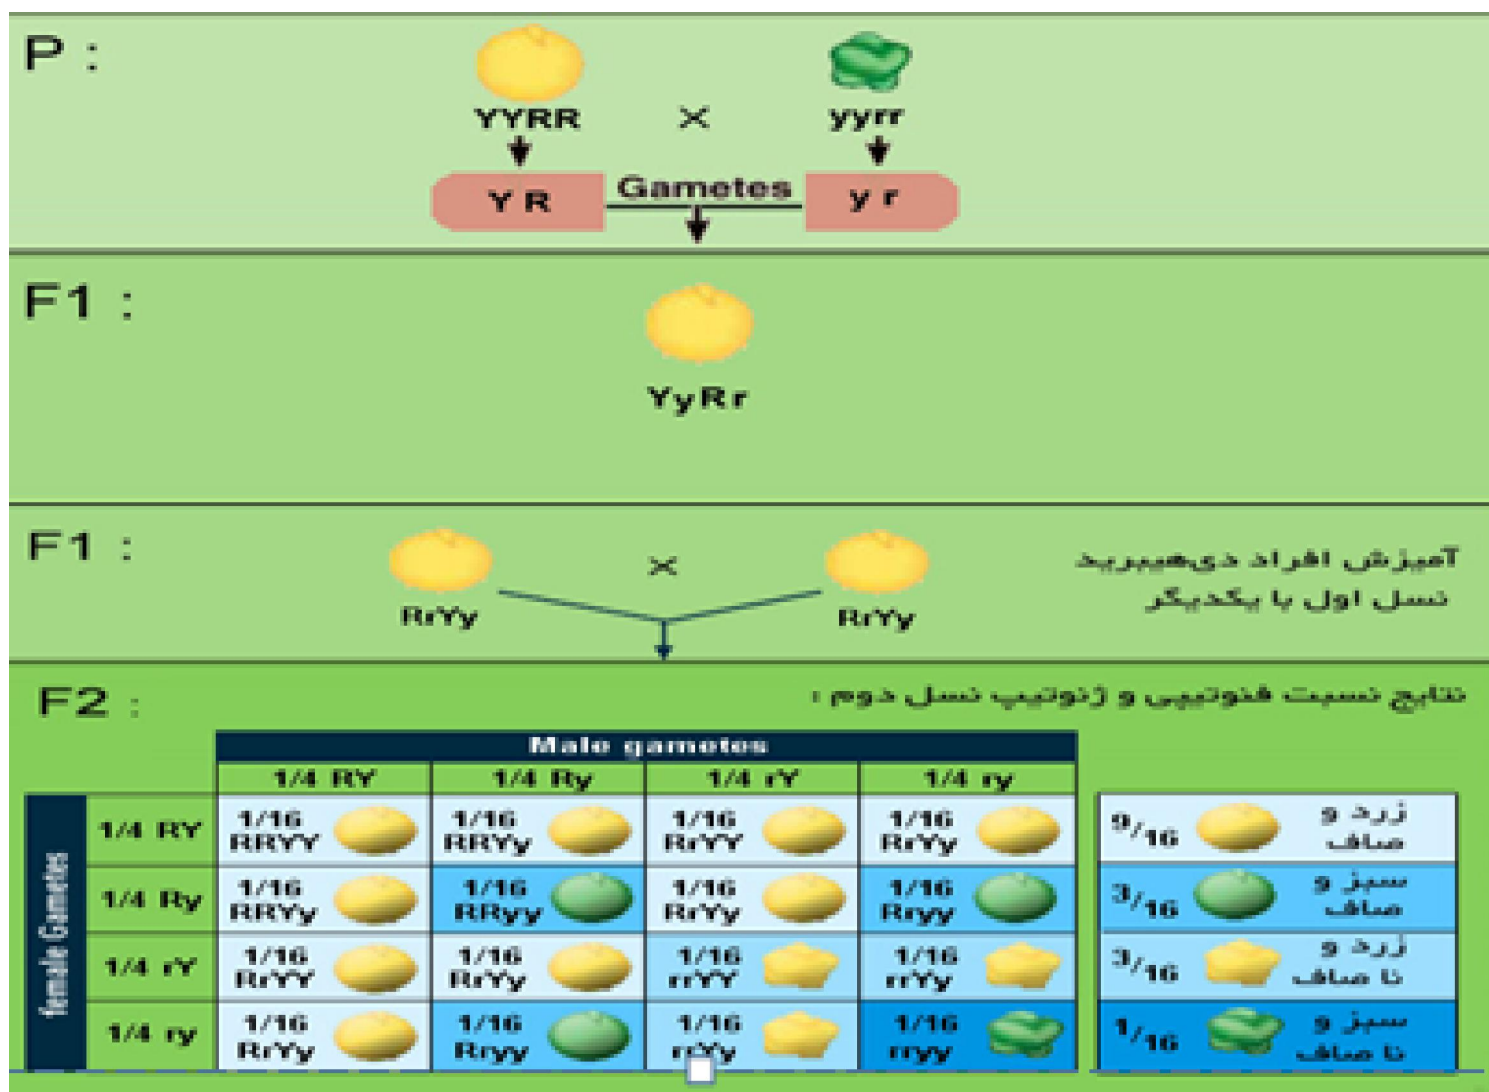 P :
YYRR × yyrr
Y R Gametes y r
F1 :
YyRr
F1 :
RrYy × RrYy
آمیزش افراد دی‌هیبرید
نسل اول با یکدیگر
F2 :
نتایج نسبت فنوتیپی و ژنوتیپ نسل دوم :
Male gametes
1/4 RY 1/4 Ry 1/4 rY 1/4 ry
female Gametes
1/4 RY 1/16 RRYY 1/16 RRYy 1/16 RrYY 1/16 RrYy
1/4 Ry 1/16 RRYy 1/16 RRyy 1/16 RrYy 1/16 Rryy
1/4 rY 1/16 RrYY 1/16 RrYy 1/16 rrYY 1/16 rrYy
1/4 ry 1/16 RrYy 1/16 Rryy 1/16 rrYy 1/16 rryy
9/16 زرد و
صاف
3/16 سبز و
صاف
3/16 زرد و
نا صاف
1/16 سبز و
نا صاف